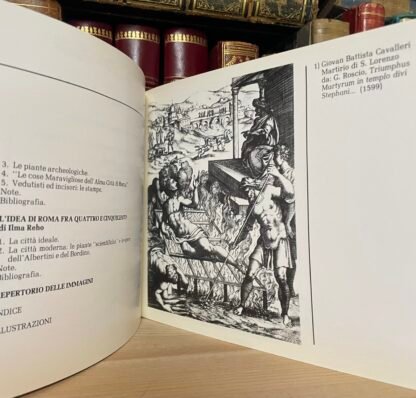 3. Le piante archeologiche.
4. "Le cose Maravigliose dell'Alma Città di Roma"
5. Vedutisti ed incisori: le stampe.
Note.
Bibliografia.
L'IDEA DI ROMA FRA QUATTRO E CINQUECENTO
di Ilma Reho
1. La città ideale.
2. La città moderna: le piante "scientifiche"
dell'Albertini e del Bordino.
Note.
Bibliografia.
REPERTORIO DELLE IMMAGINI
INDICE
ILLUSTRAZIONI
1) Giovan Battista Cavalleri
Martirio di S. Lorenzo
da: G. Roscio, Triumphus
Martyrum in templo divi
Stephani... (1599)